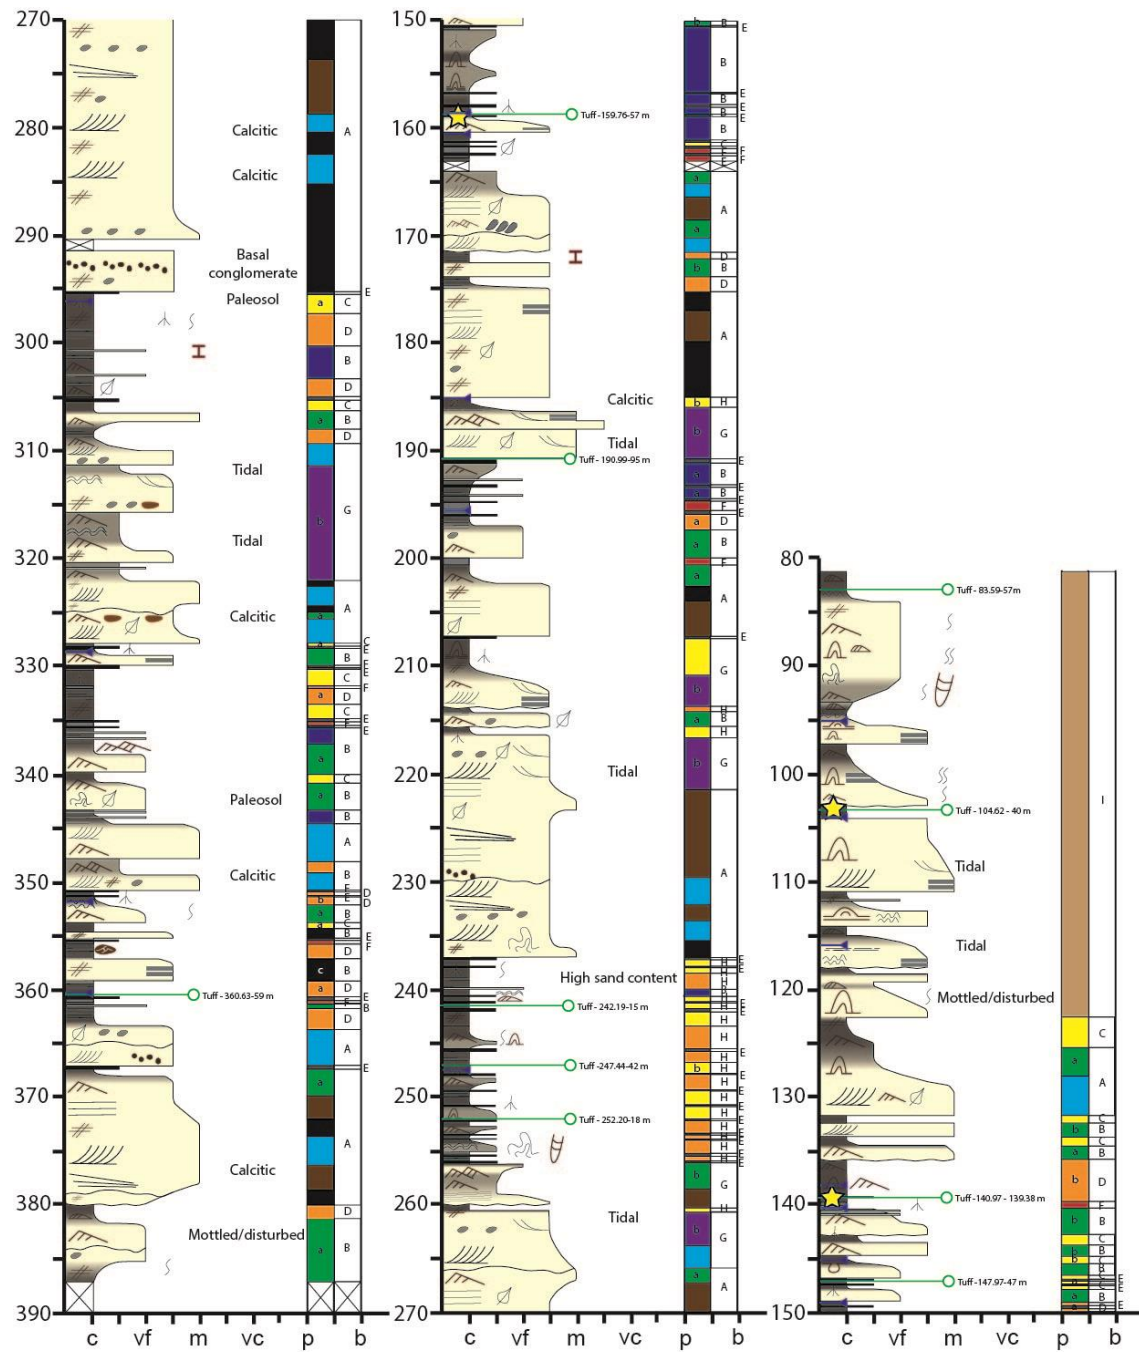 270
280
290
300
310
320
330
340
350
360
370
380
390
Calcitic
Calcitic
Basal
conglomerate
Paleosol
Tidal
Tidal
Calcitic
Paleosol
Calcitic
Tuff - 360.63-59 m
Calcitic
Mottled/disturbed
A
E
a C
D
B
D
C
a B
D
b G
A
a
C
a E
B
E
E
C
F
a D
C
E
F
E
B
a
C
a B
B
A
B
D
E
b D
a B
a C
B
E
F
D
c B
a D
E
F
B
D
A
E
a
A
D
a B
c vf m vc p b
150
160
170
180
190
200
210
220
230
240
250
260
270
Tuff -159.76-57 m
Calcitic
Tidal
Tuff - 190.99-95 m
Tidal
High sand content
Tuff - 242.19-15 m
Tuff -247.44-42 m
Tuff - 252.20-18 m
Tidal
b B
E
B
E
B
E
B
E
B
C
F
F
a
A
a
D
b B
D
A
b H
b G
E
a B
E
a B
E
F
E
a D
a B
F
a
A
E
G
b
H
a B
H
b G
A
E
H
E
H
H
B
E
H
E
H
H
E
H
b H
E
H
E
H
E
H
E
H
E
H
E
b
G
H
b G
a
A
c vf m vc p b
80
90
100
110
120
130
140
150
Tuff - 83.59-57m
Tuff - 104.62 - 40 m
Tidal
Tidal
Mottled/disturbed
Tuff -140.97 - 139.38 m
Tuff -147.97-47 m
I
C
a
A
C
b B
C
a B
b D
F
b B
C
b B
b C
B
C E
a
C E
B
D E
c vf m vc p b